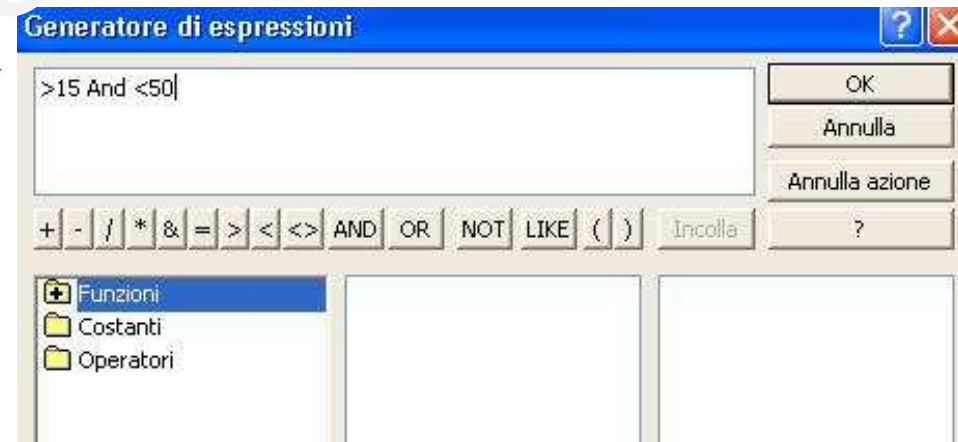 Generatore di espressioni
?
>15 And <50
OK
Annulla
Annulla azione
+ - / * & = > < <> AND OR NOT LIKE ( ) Incolla ?
Funzioni
Costanti
Operatori